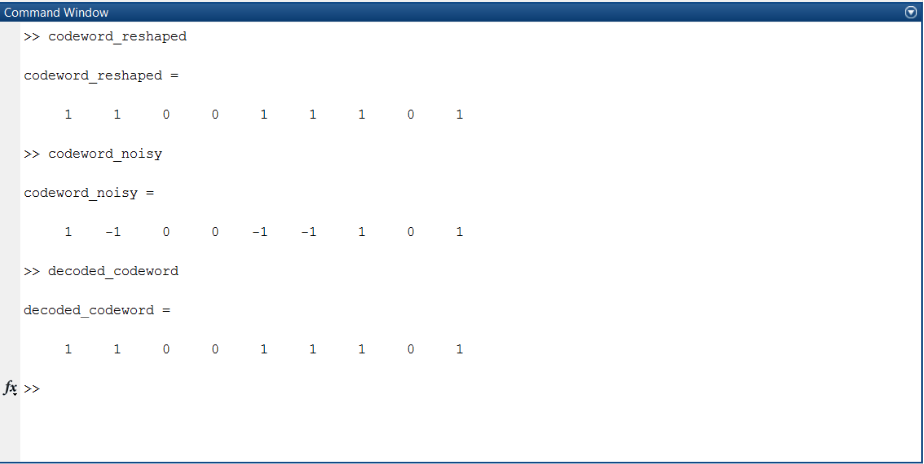 Command Window
>> codeword_reshaped
codeword_reshaped =
1 1 0 0 1 1 1 0 1
>> codeword_noisy
codeword_noisy =
1 -1 0 0 -1 -1 1 0 1
>> decoded_codeword
decoded_codeword =
1 1 0 0 1 1 1 0 1
fx >>